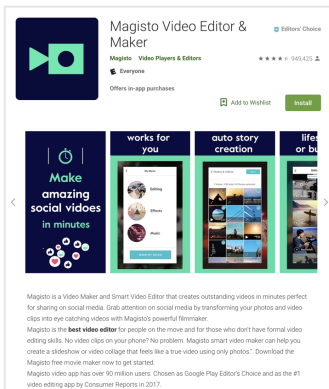 Magisto Video Editor &
Maker
Editors' Choice
Magisto Video Players & Editors
949,425
Everyone
Offers in-app purchases
Add to Wishlist
Install
Make
amazing
social vidoes
in minutes
works for
you
My Movie
Editing
Effects
Music
auto story
creation
Photos & Videos
lifes
or bu
Magisto is a Video Maker and Smart Video Editor that creates outstanding videos in minutes perfect
for sharing on social media. Grab attention on social media by transforming your photos and video
clips into eye catching videos with Magisto's powerful filmmaker.
Magisto is the best video editor for people on the move and for those who don't have formal video
editing skills. No video clips on your phone? No problem. Magisto smart video maker can help you
create a slideshow or video collage that feels like a true video using only photos.” Download the
Magisto free movie maker now to get started.
Magisto video app has over 90 million users. Chosen as Google Play Editor's Choice and as the #1
video editing app by Consumer Reports in 2017.